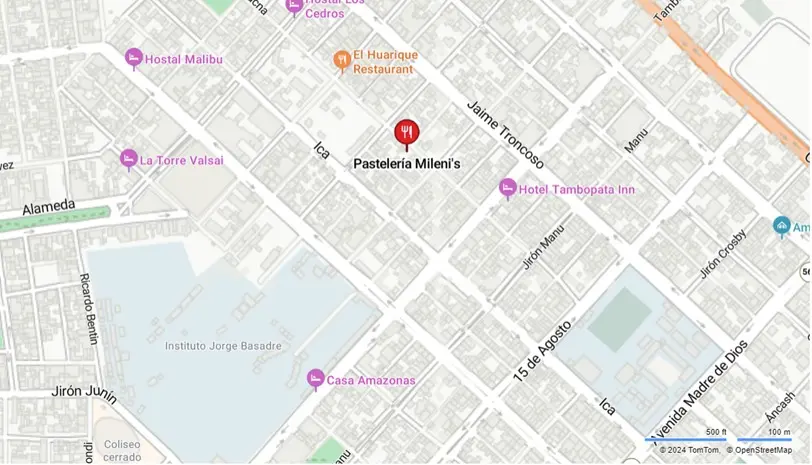 Hostal Los
Cedros
Hostal Malibu
El Huarique
Restaurant
Jaime Troncoso
Ica
Manu
Pastelería Mileni's
La Torre Valsai
Hotel Tambopata Inn
Alameda
Jirón Manu
Jirón Crosby
Ricardo Bentín
Instituto Jorge Basadre
15 de Agosto
Avenida Madre de Dios
Casa Amazonas
Jirón Junín
Ica
Áncash
Coliseo
cerrado
500 ft
100 m
© 2024 TomTom, © OpenStreetMap